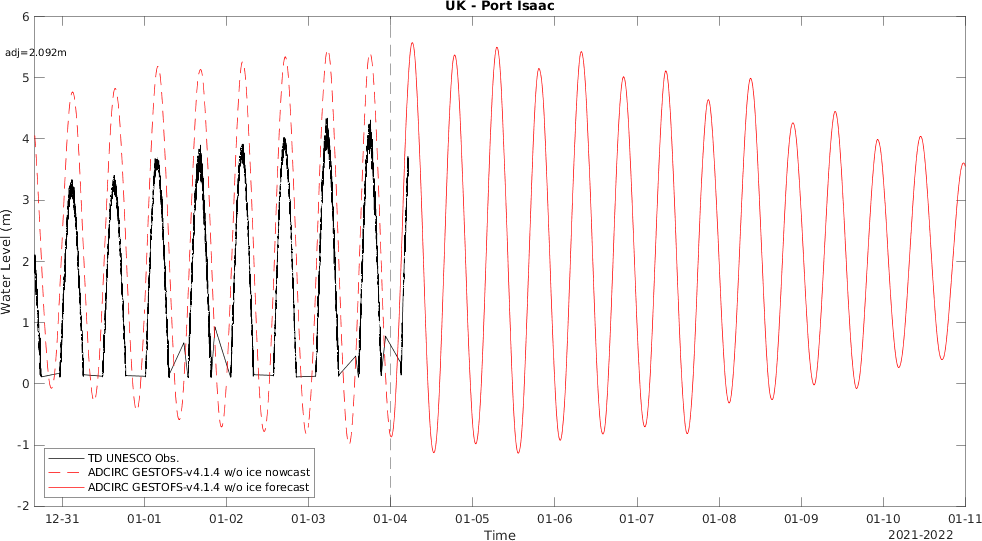 UK - Port Isaac
adj=2.092m
6
5
4
3
2
1
0
-1
-2
Water Level (m)
TD UNESCO Obs.
ADCIRC GESTOFS-v4.1.4 w/o ice nowcast
ADCIRC GESTOFS-v4.1.4 w/o ice forecast
12-31 01-01 01-02 01-03 01-04 01-05 01-06 01-07 01-08 01-09 01-10 01-11
Time
2021-2022